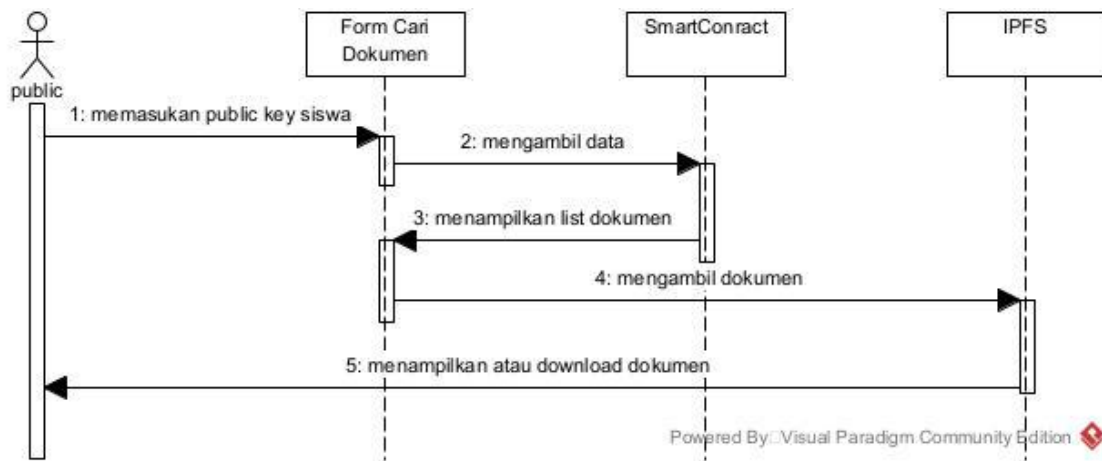 Form Cari
Dokumen
SmartConract
IPFS
public
1: memasukan public key siswa
2: mengambil data
3: menampilkan list dokumen
4: mengambil dokumen
5: menampilkan atau download dokumen
Powered By Visual Paradigm Community Edition